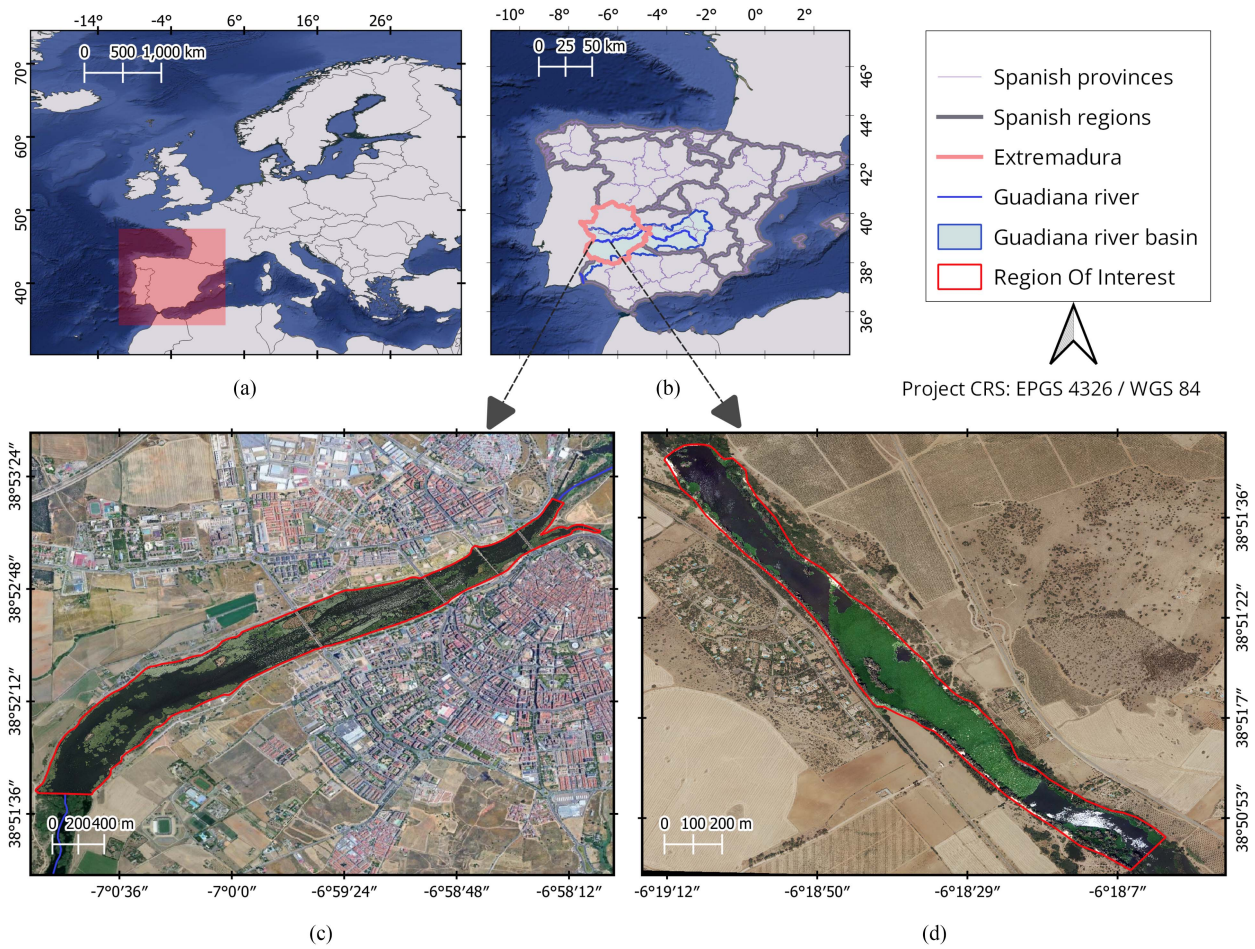 -14° -4° 6° 16° 26°
0 500 1,000 km
70°
60°
50°
40°
(a)
-10° -8° -6° -4° -2° 0° 2°
0 25 50 km
46°
44°
42°
40°
38°
36°
(b)
Spanish provinces
Spanish regions
Extremadura
Guadiana river
Guadiana river basin
Region Of Interest
Project CRS: EPGS 4326 / WGS 84
38°53′24″
38°52′48″
38°52′12″
38°51′36″
0 200400 m
-7°0′36″ -7°0′0″ -6°59′24″ -6°58′48″ -6°58′12″
(c)
38°51′36″
38°51′22″
38°51′7″
38°50′53″
0 100 200 m
-6°19′12″ -6°18′50″ -6°18′29″ -6°18′7″
(d)